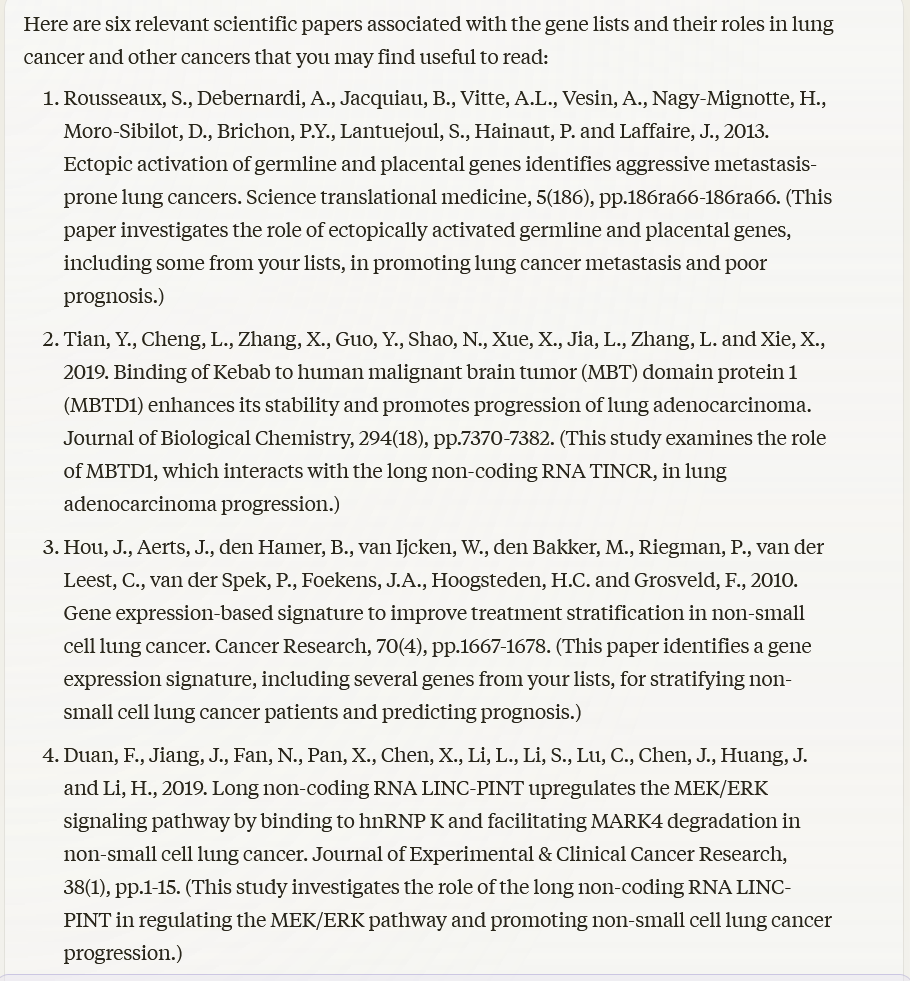 Here are six relevant scientific papers associated with the gene lists and their roles in lung
cancer and other cancers that you may find useful to read:
1. Rousseaux, S., Debernardi, A., Jacquiau, B., Vitte, A.L., Vesin, A., Nagy-Mignotte, H.,
Moro-Sibilot, D., Brichon, P.Y., Lantuejoul, S., Hainaut, P. and Laffaire, J., 2013.
Ectopic activation of germline and placental genes identifies aggressive metastasis-
prone lung cancers. Science translational medicine, 5(186), pp.186ra66-186ra66. (This
paper investigates the role of ectopically activated germline and placental genes,
including some from your lists, in promoting lung cancer metastasis and poor
prognosis.)
2. Tian, Y., Cheng, L., Zhang, X., Guo, Y., Shao, N., Xue, X., Jia, L., Zhang, L. and Xie, X.,
2019. Binding of Kebab to human malignant brain tumor (MBT) domain protein 1
(MBTD1) enhances its stability and promotes progression of lung adenocarcinoma.
Journal of Biological Chemistry, 294(18), pp.7370-7382. (This study examines the role
of MBTD1, which interacts with the long non-coding RNA TINCR, in lung
adenocarcinoma progression.)
3. Hou, J., Aerts, J., den Hamer, B., van Ijcken, W., den Bakker, M., Riegman, P., van der
Leest, C., van der Spek, P., Foekens, J.A., Hoogsteden, H.C. and Grosveld, F., 2010.
Gene expression-based signature to improve treatment stratification in non-small
cell lung cancer. Cancer Research, 70(4), pp.1667-1678. (This paper identifies a gene
expression signature, including several genes from your lists, for stratifying non-
small cell lung cancer patients and predicting prognosis.)
4. Duan, F., Jiang, J., Fan, N., Pan, X., Chen, X., Li, L., Li, S., Lu, C., Chen, J., Huang, J.
and Li, H., 2019. Long non-coding RNA LINC-PINT upregulates the MEK/ERK
signaling pathway by binding to hnRNP K and facilitating MARK4 degradation in
non-small cell lung cancer. Journal of Experimental & Clinical Cancer Research,
38(1), pp.1-15. (This study investigates the role of the long non-coding RNA LINC-
PINT in regulating the MEK/ERK pathway and promoting non-small cell lung cancer
progression.)